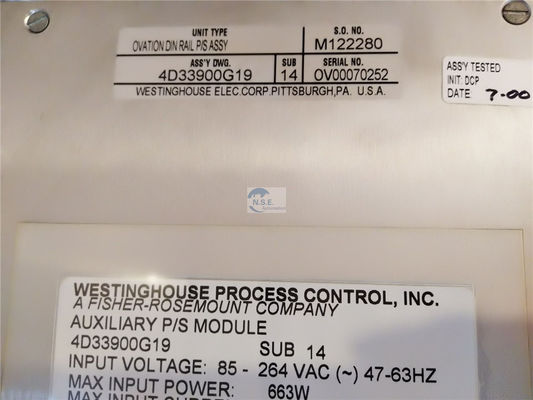 UNIT TYPE S.O. NO.
OVATION DIN RAIL P/S ASSY M122280
ASS'Y DWG. SUB SERIAL NO.
4D33900G19 14 OV00070252
WESTINGHOUSE ELEC.CORP.PITTSBURGH,PA. U.S.A.
ASS'Y TESTED
INIT: DCP
DATE 7-00
N.S.E.
WESTINGHOUSE PROCESS CONTROL, INC.
A FISHER-ROSEMOUNT COMPANY
AUXILIARY P/S MODULE
4D33900G19 SUB 14
INPUT VOLTAGE: 85 - 264 VAC (~) 47-63HZ
MAX INPUT POWER: 663W